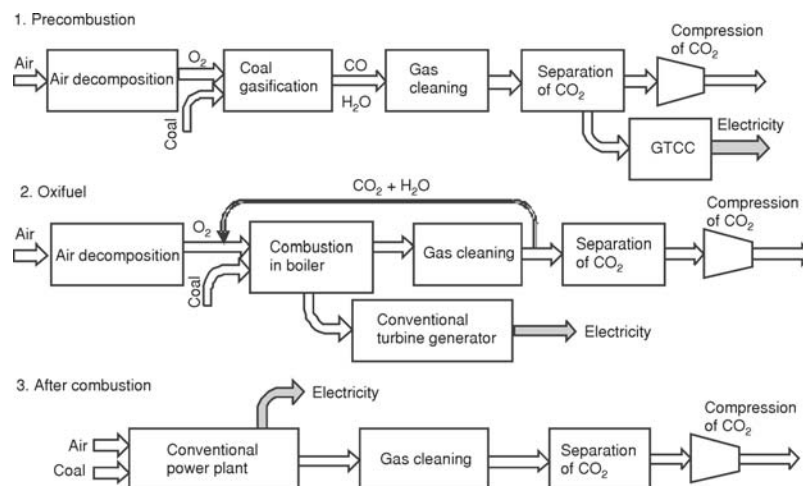 1. Precombustion
Air
Air decomposition
O₂
Coal
Coal
gasification
CO
H₂O
Gas
cleaning
Separation
of CO₂
Compression
of CO₂
GTCC
Electricity
2. Oxifuel
CO₂ + H₂O
Air
Air decomposition
O₂
Coal
Combustion
in boiler
Gas cleaning
Separation
of CO₂
Compression
of CO₂
Conventional
turbine generator
Electricity
3. After combustion
Electricity
Air
Coal
Conventional
power plant
Gas cleaning
Separation
of CO₂
Compression
of CO₂